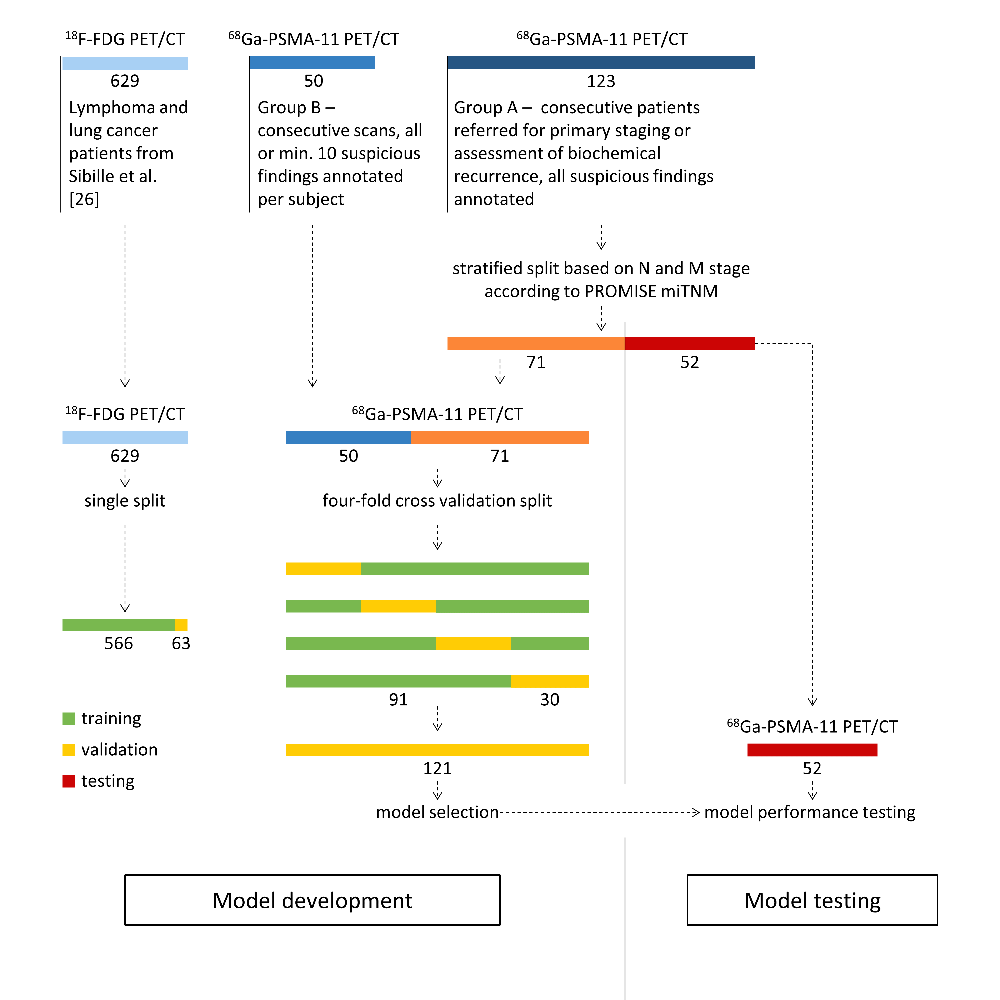 ¹⁸F-FDG PET/CT
629
Lymphoma and
lung cancer
patients from
Sibille et al.
[26]
⁶⁸Ga-PSMA-11 PET/CT
50
Group B –
consecutive scans, all
or min. 10 suspicious
findings annotated
per subject
⁶⁸Ga-PSMA-11 PET/CT
123
Group A – consecutive patients
referred for primary staging or
assessment of biochemical
recurrence, all suspicious findings
annotated
stratified split based on N and M stage
according to PROMISE miTNM
71
52
¹⁸F-FDG PET/CT
629
single split
566
63
⁶⁸Ga-PSMA-11 PET/CT
50
71
four-fold cross validation split
91
30
121
model selection
⁶⁸Ga-PSMA-11 PET/CT
52
model performance testing
training
validation
testing
Model development
Model testing